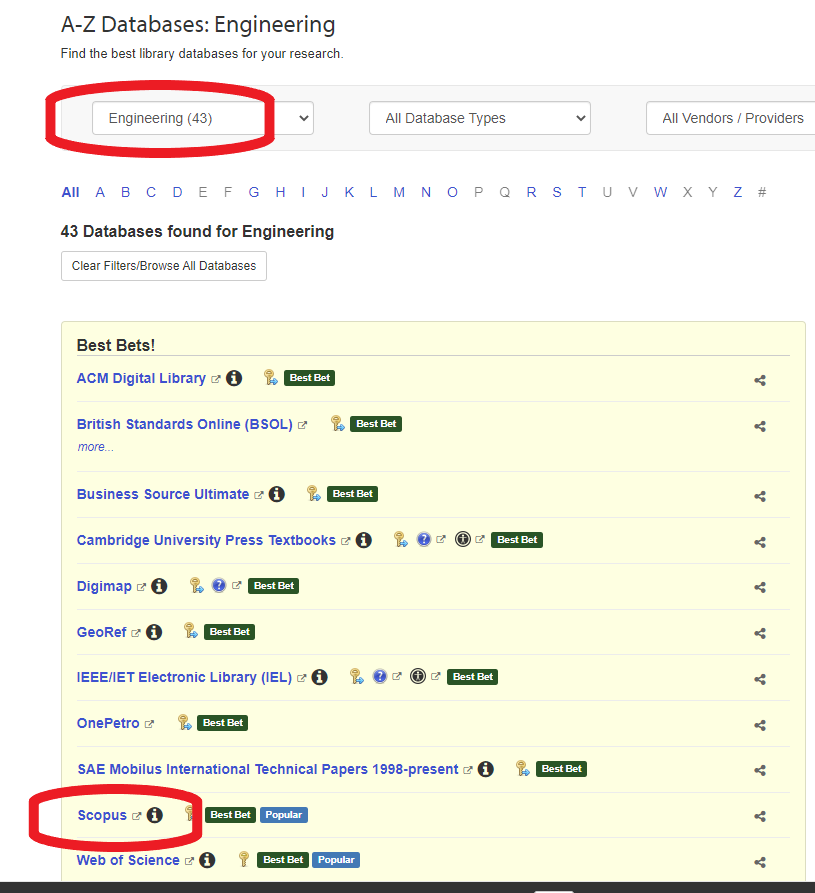 A-Z Databases: Engineering
Find the best library databases for your research.
Engineering (43) All Database Types All Vendors / Providers
All A B C D E F G H I J K L M N O P Q R S T U V W X Y Z #
43 Databases found for Engineering
Clear Filters/Browse All Databases
Best Bets!
ACM Digital Library Best Bet
British Standards Online (BSOL) Best Bet
more...
Business Source Ultimate Best Bet
Cambridge University Press Textbooks Best Bet
Digimap Best Bet
GeoRef Best Bet
IEEE/IET Electronic Library (IEL) Best Bet
OnePetro Best Bet
SAE Mobilus International Technical Papers 1998-present Best Bet
Scopus Best Bet Popular
Web of Science Best Bet Popular